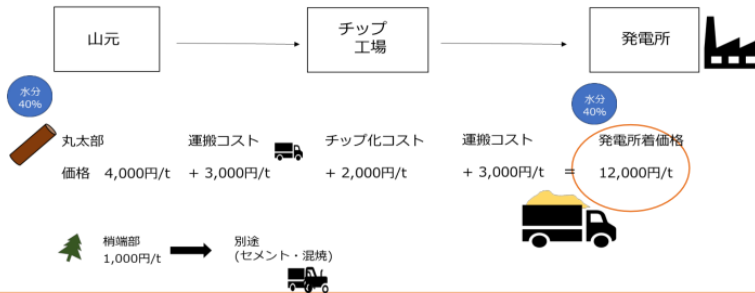 山元
チップ
工場
発電所
水分
40%
水分
40%
丸太部 運搬コスト チップ化コスト 運搬コスト 発電所着価格
価格 4,000円/t + 3,000円/t + 2,000円/t + 3,000円/t = 12,000円/t
梢端部
1,000円/t
別途
(セメント・混焼)